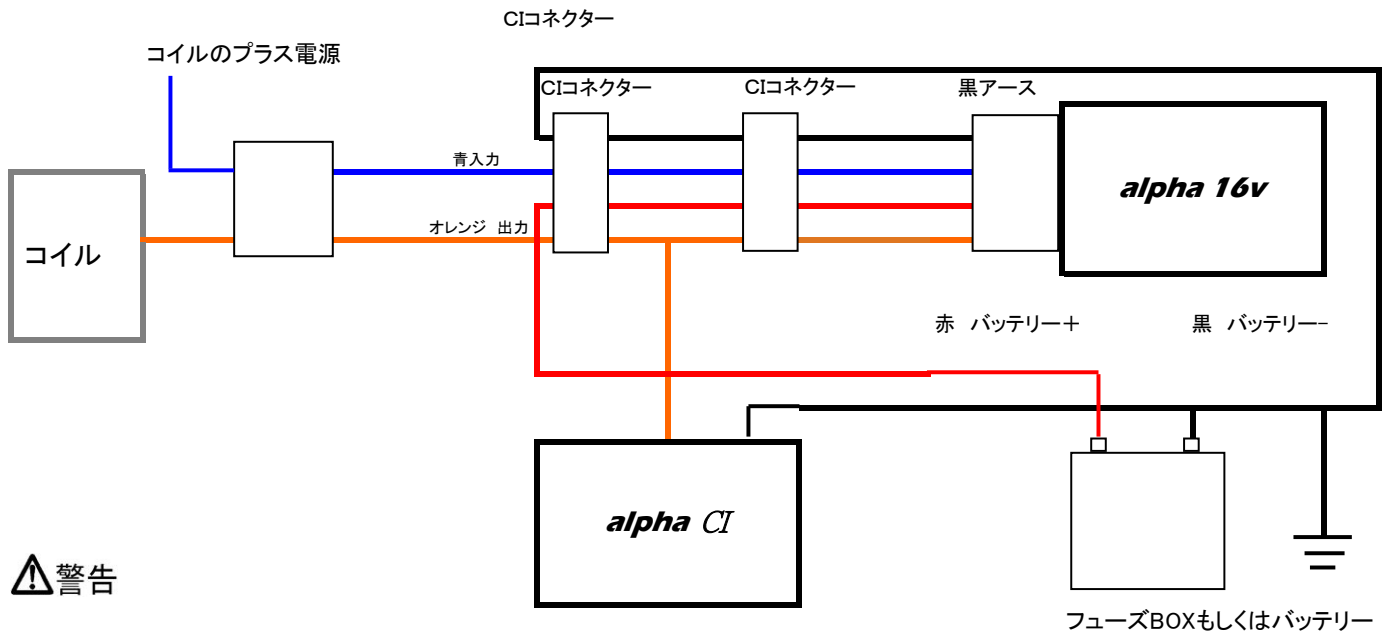 CIコネクター
コイルのプラス電源
CIコネクター
CIコネクター
黒アース
青入力
alpha 16v
オレンジ 出力
コイル
赤 バッテリー＋
黒 バッテリー−
alpha CI
警告
フューズBOXもしくはバッテリー